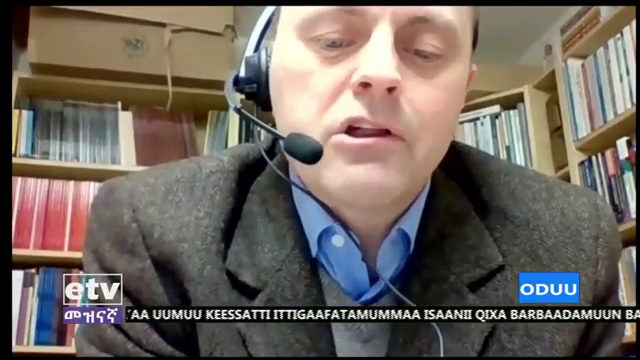 etv
መዝናኛ
ODUU
'AA UUMUU KEESSATTI ITTIGAAFATAMUMMAA ISAANII QIXA BARBAADAMUUN BA